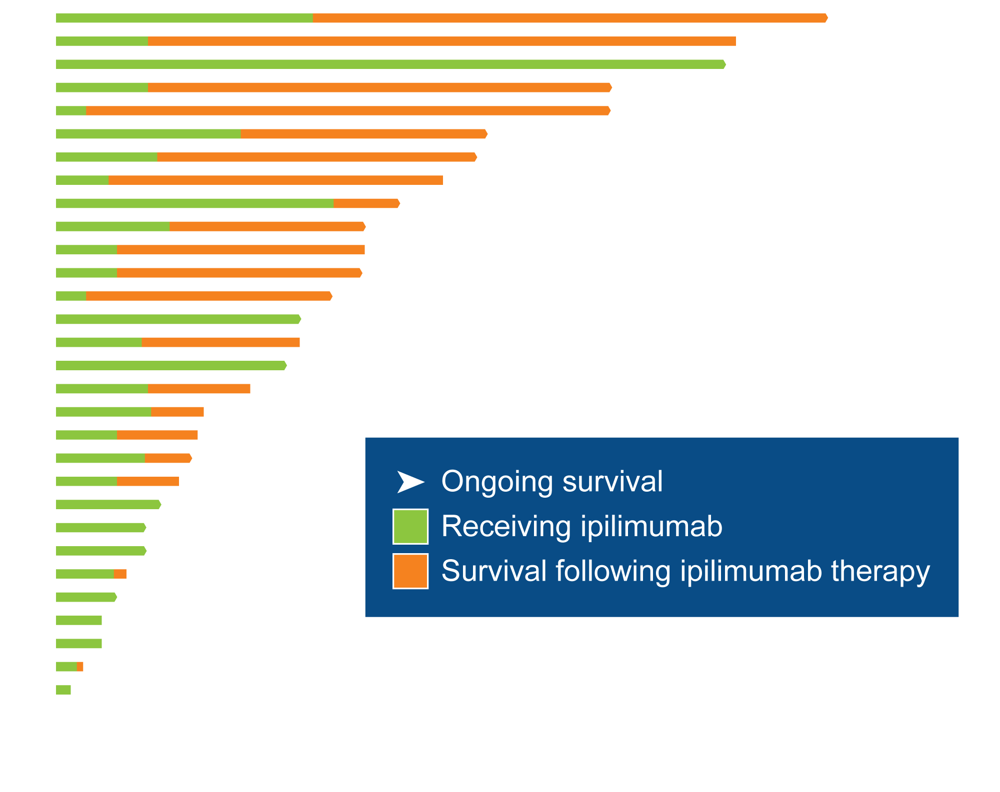 Ongoing survival
Receiving ipilimumab
Survival following ipilimumab therapy